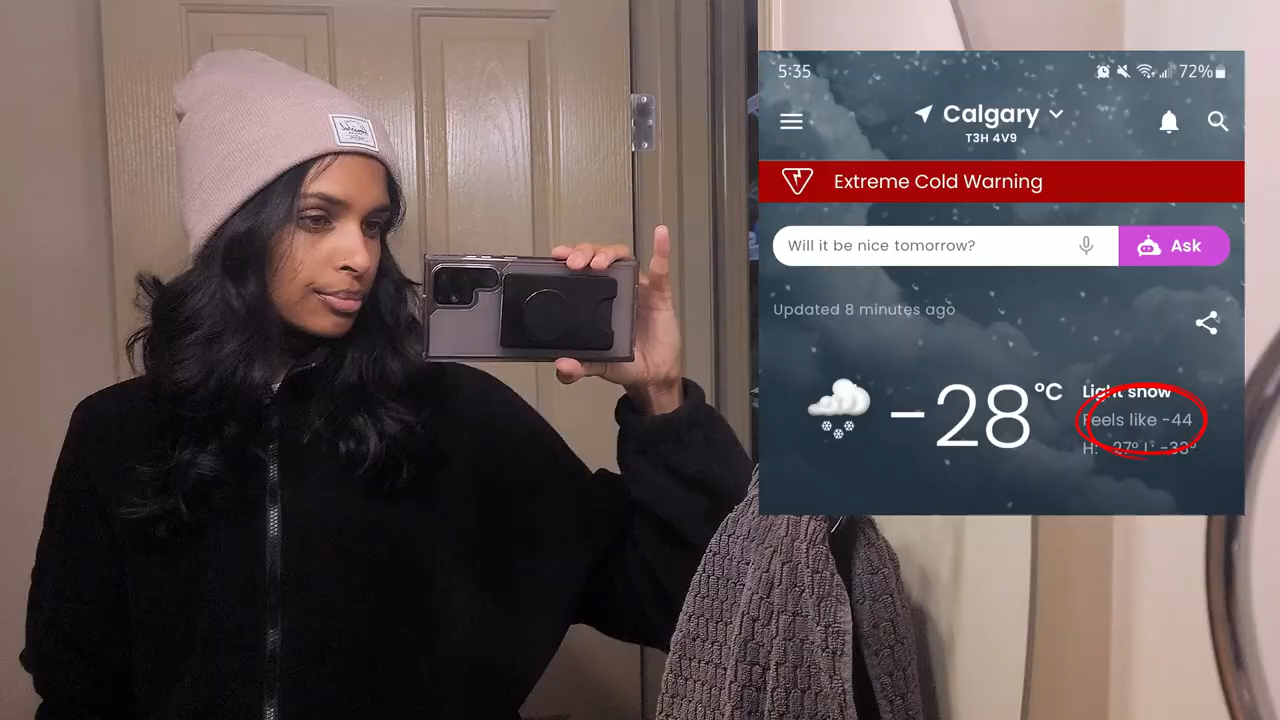 5:35
72%
Calgary
T3H 4V9
Extreme Cold Warning
Will it be nice tomorrow?
Ask
Updated 8 minutes ago
-28°C
Light snow
Feels like -44